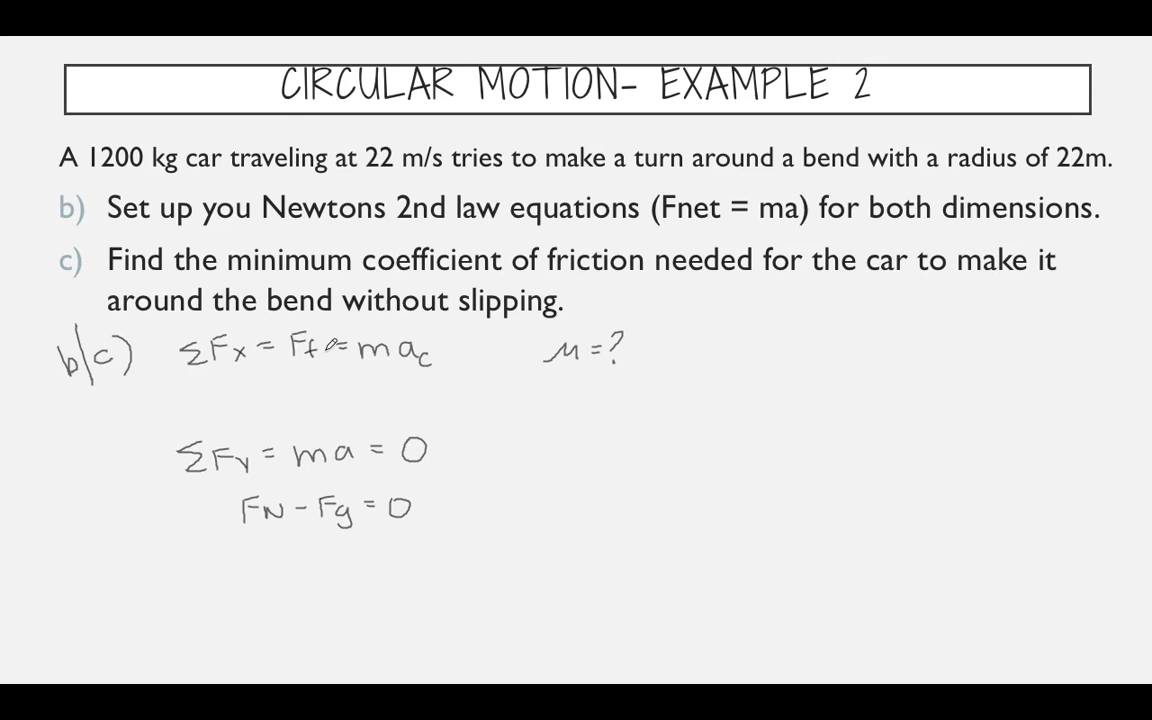 CIRCULAR MOTION- EXAMPLE 2
A 1200 kg car traveling at 22 m/s tries to make a turn around a bend with a radius of 22m.
b) Set up you Newtons 2nd law equations (Fnet = ma) for both dimensions.
c) Find the minimum coefficient of friction needed for the car to make it
around the bend without slipping.
b/c) ΣFx = Ff = mac μ = ?
ΣFy = ma = 0
FN - Fg = 0